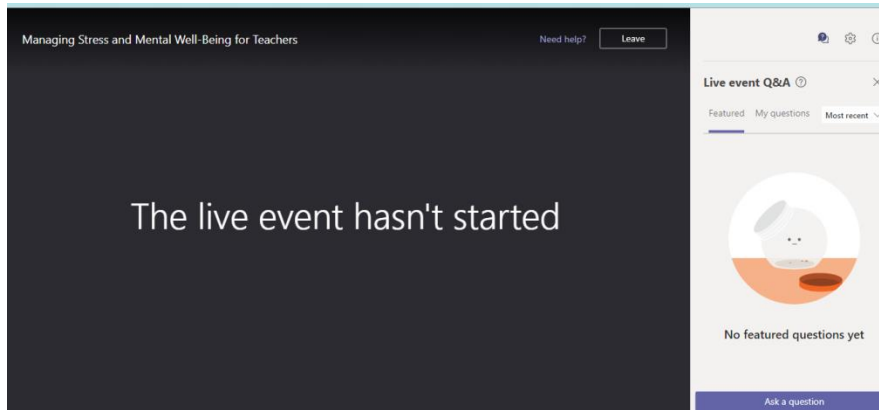 Managing Stress and Mental Well-Being for Teachers
Need help?
Leave
The live event hasn't started
Live event Q&A
Featured
My questions
Most recent
No featured questions yet
Ask a question